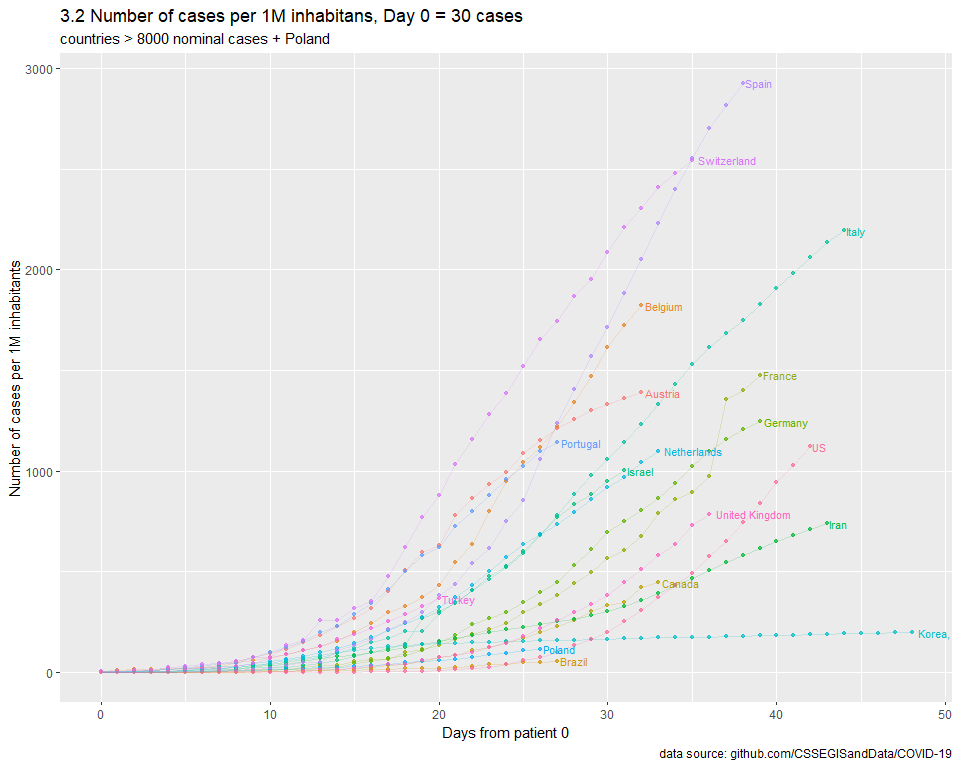 3.2 Number of cases per 1M inhabitans, Day 0 = 30 cases
countries > 8000 nominal cases + Poland
3000
Spain
Switzerland
Italy
2000
Belgium
France
Austria
Germany
Portugal
US
Netherlands
1000
Israel
United Kingdom
Iran
Canada
Turkey
Korea,
Poland
Brazil
0
Number of cases per 1M inhabitants
0 10 20 30 40 50
Days from patient 0
data source: github.com/CSSEGISandData/COVID-19